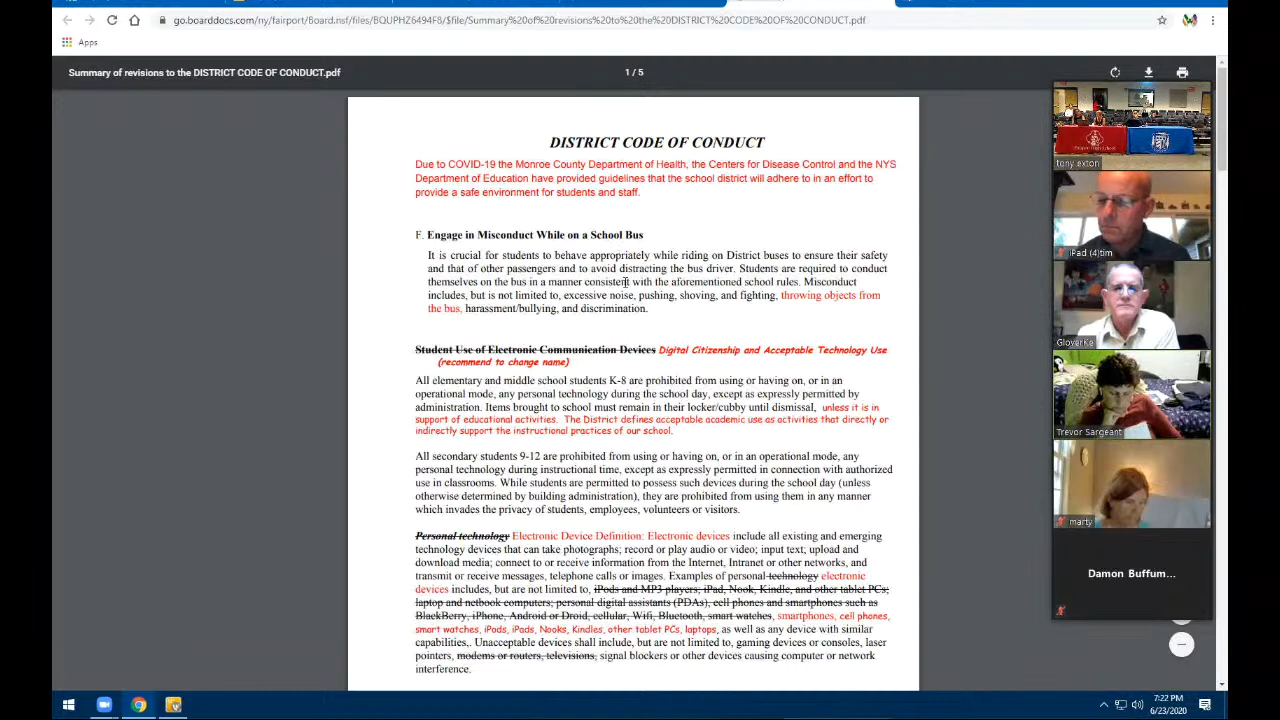 go.boarddocs.com/ny/fairport/Board.nsf/files/BQUPHZ6494F8/$file/Summary%20of%20revisions%20to%20the%20DISTRICT%20CODE%20OF%20CONDUCT.pdf
Apps
Summary of revisions to the DISTRICT CODE OF CONDUCT.pdf
1 / 5
DISTRICT CODE OF CONDUCT
Due to COVID-19 the Monroe County Department of Health, the Centers for Disease Control and the NYS
Department of Education have provided guidelines that the school district will adhere to in an effort to
provide a safe environment for students and staff.
F. Engage in Misconduct While on a School Bus
It is crucial for students to behave appropriately while riding on District buses to ensure their safety
and that of other passengers and to avoid distracting the bus driver. Students are required to conduct
themselves on the bus in a manner consistent with the aforementioned school rules. Misconduct
includes, but is not limited to, excessive noise, pushing, shoving, and fighting, throwing objects from
the bus, harassment/bullying, and discrimination.
Student Use of Electronic Communication Devices Digital Citizenship and Acceptable Technology Use
(recommend to change name)
All elementary and middle school students K-8 are prohibited from using or having on, or in an
operational mode, any personal technology during the school day, except as expressly permitted by
administration. Items brought to school must remain in their locker/cubby until dismissal, unless it is in
support of educational activities. The District defines acceptable academic use as activities that directly or
indirectly support the instructional practices of our school.
All secondary students 9-12 are prohibited from using or having on, or in an operational mode, any
personal technology during instructional time, except as expressly permitted in connection with authorized
use in classrooms. While students are permitted to possess such devices during the school day (unless
otherwise determined by building administration), they are prohibited from using them in any manner
which invades the privacy of students, employees, volunteers or visitors.
Personal technology Electronic Device Definition: Electronic devices include all existing and emerging
technology devices that can take photographs; record or play audio or video; input text; upload and
download media; connect to or receive information from the Internet, Intranet or other networks, and
transmit or receive messages, telephone calls or images. Examples of personal technology electronic
devices includes, but are not limited to, iPods and MP3 players; iPad, Nook, Kindle, and other tablet PCs;
laptop and netbook computers; personal digital assistants (PDAs), cell phones and smartphones such as
BlackBerry, iPhone, Android or Droid, cellular, Wifi, Bluetooth, smart watches, smartphones, cell phones,
smart watches, iPods, iPads, Nooks, Kindles, other tablet PCs, laptops, as well as any device with similar
capabilities,. Unacceptable devices shall include, but are not limited to, gaming devices or consoles, laser
pointers, modems or routers, televisions, signal blockers or other devices causing computer or network
interference.
tony exton
iPad (4)tim
GloverKe
Trevor Sargeant
marty
Damon Buffum...
7:22 PM
6/23/2020